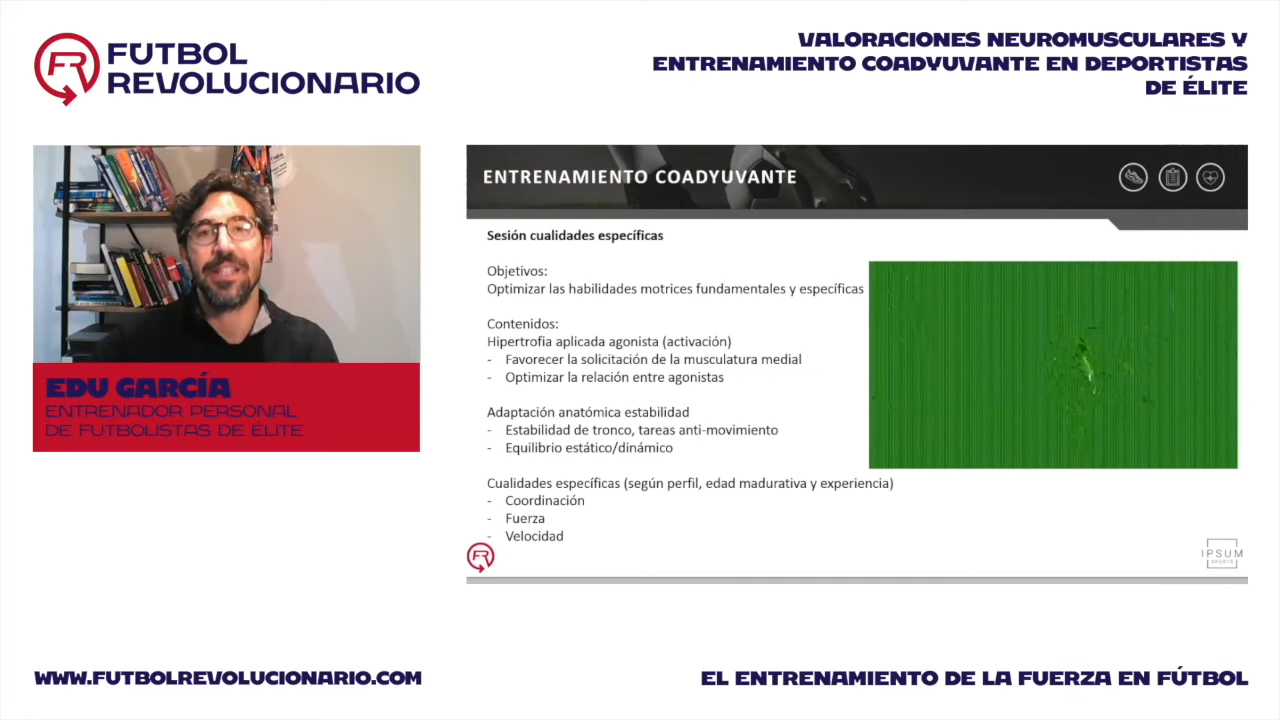 FR
FUTBOL
REVOLUCIONARIO
VALORACIONES NEUROMUSCULARES Y
ENTRENAMIENTO COADYUVANTE EN DEPORTISTAS
DE ÉLITE
EDU GARCÍA
ENTRENADOR PERSONAL
DE FUTBOLISTAS DE ÉLITE
ENTRENAMIENTO COADYUVANTE
Sesión cualidades específicas
Objetivos:
Optimizar las habilidades motrices fundamentales y específicas
Contenidos:
Hipertrofia aplicada agonista (activación)
- Favorecer la solicitación de la musculatura medial
- Optimizar la relación entre agonistas
Adaptación anatómica estabilidad
- Estabilidad de tronco, tareas anti-movimiento
- Equilibrio estático/dinámico
Cualidades específicas (según perfil, edad madurativa y experiencia)
- Coordinación
- Fuerza
- Velocidad
FR
IPSUM
SPORTS
WWW.FUTBOLREVOLUCIONARIO.COM
EL ENTRENAMIENTO DE LA FUERZA EN FÚTBOL